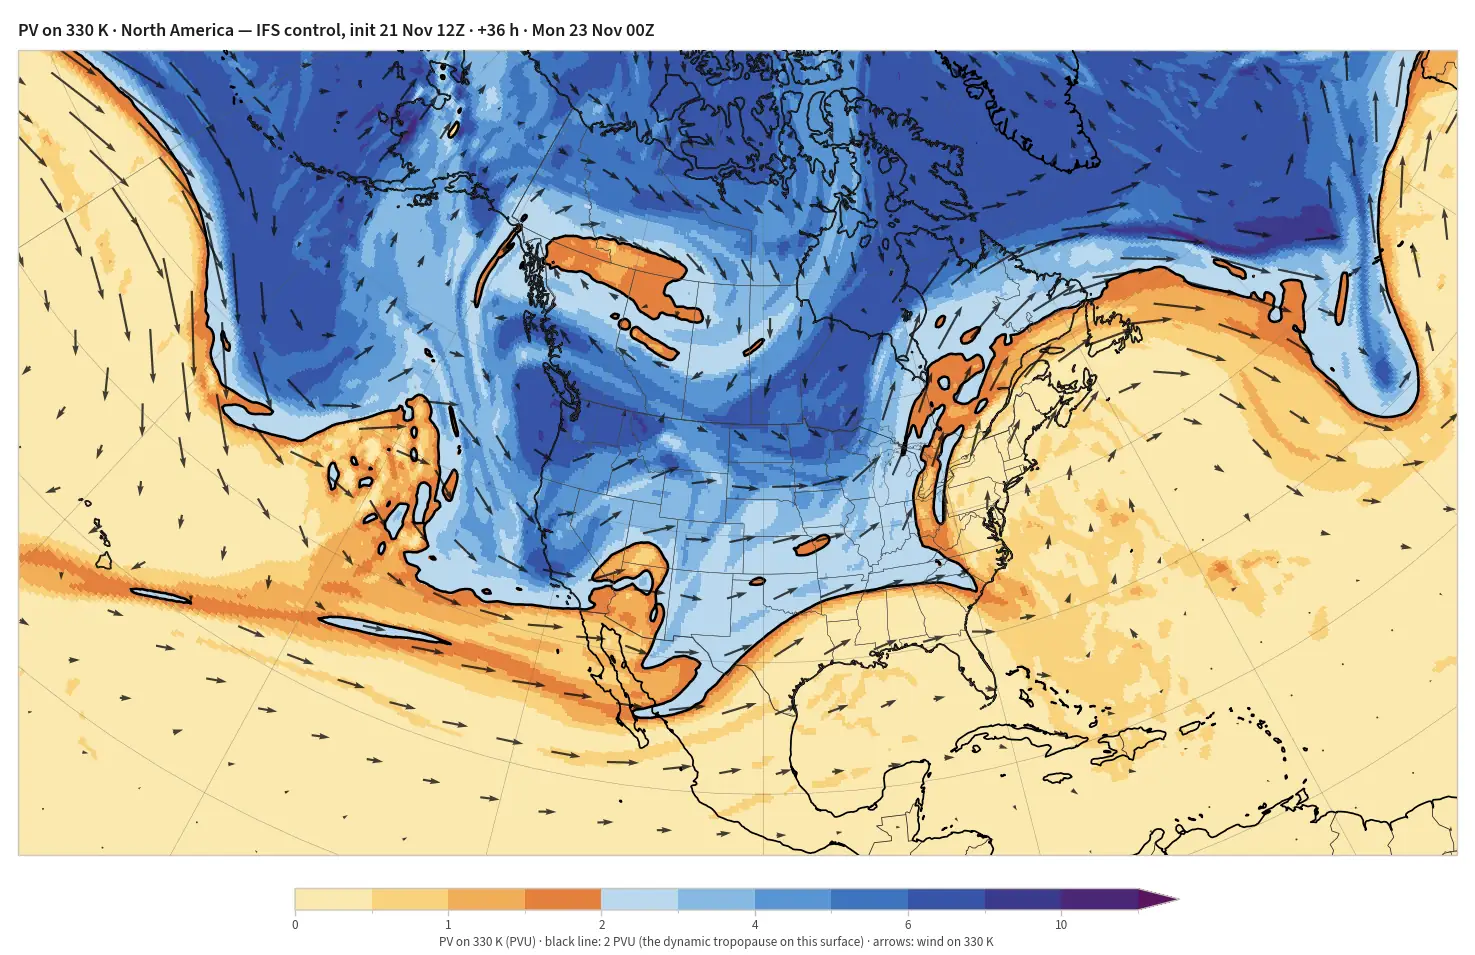 PV on 330 K · North America — IFS control, init 21 Nov 12Z · +36 h · Mon 23 Nov 00Z
0 1 2 4 6 8 10
PV on 330 K (PVU) · black line: 2 PVU (the dynamic tropopause on this surface) · arrows: wind on 330 K